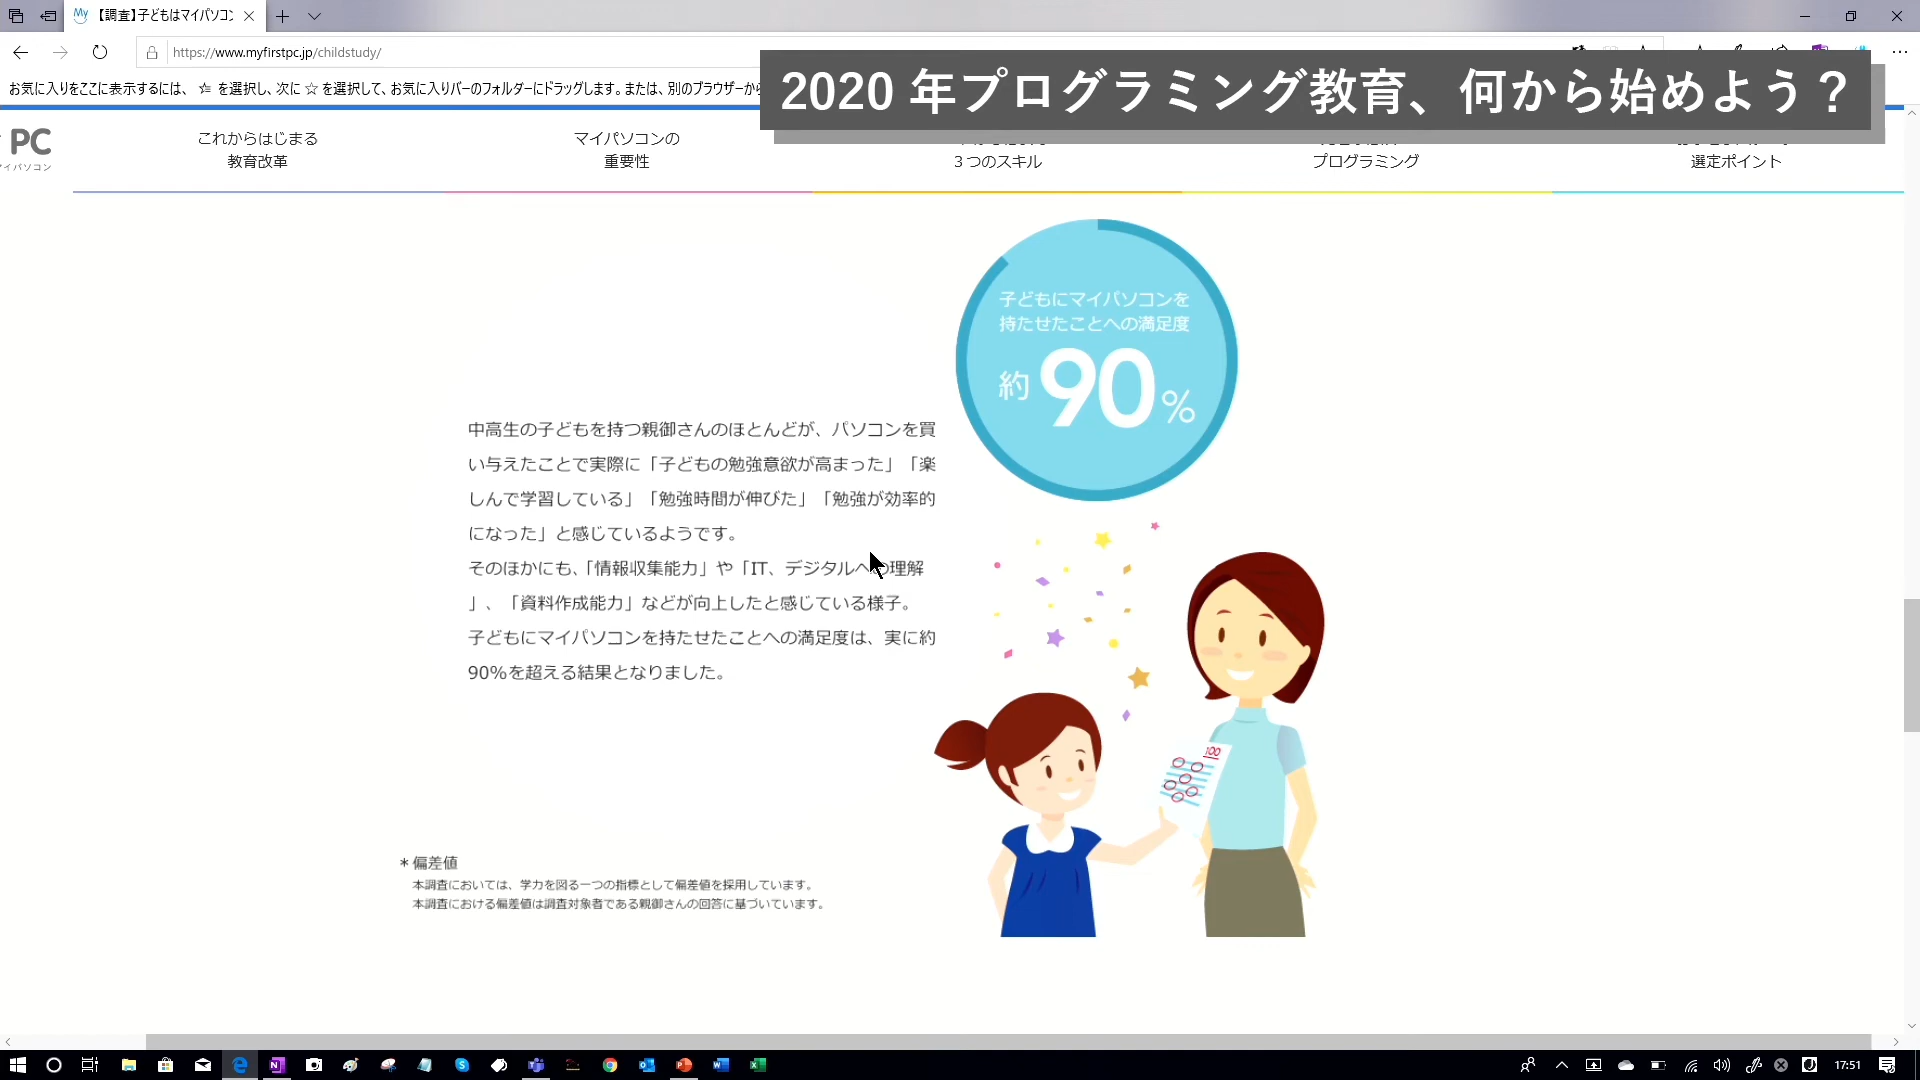 My 【調査】子どもはマイパソコン
https://www.myfirstpc.jp/childstudy/
お気に入りをここに表示するには、☆ を選択し、次に ☆ を選択して、お気に入りバーのフォルダーにドラッグします。または、別のブラウザーから
2020 年プログラミング教育、何から始めよう？
PC
イパソコン
これからはじまる
教育改革
マイパソコンの
重要性
３つのスキル
プログラミング
選定ポイント
子どもにマイパソコンを
持たせたことへの満足度
約 90 %
中高生の子どもを持つ親御さんのほとんどが、パソコンを買
い与えたことで実際に「子どもの勉強意欲が高まった」「楽
しんで学習している」「勉強時間が伸びた」「勉強が効率的
になった」と感じているようです。
そのほかにも、「情報収集能力」や「IT、デジタルへの理解
」、「資料作成能力」などが向上したと感じている様子。
子どもにマイパソコンを持たせたことへの満足度は、実に約
90%を超える結果となりました。
100
＊偏差値
本調査においては、学力を図る一つの指標として偏差値を採用しています。
本調査における偏差値は調査対象者である親御さんの回答に基づいています。
17:51